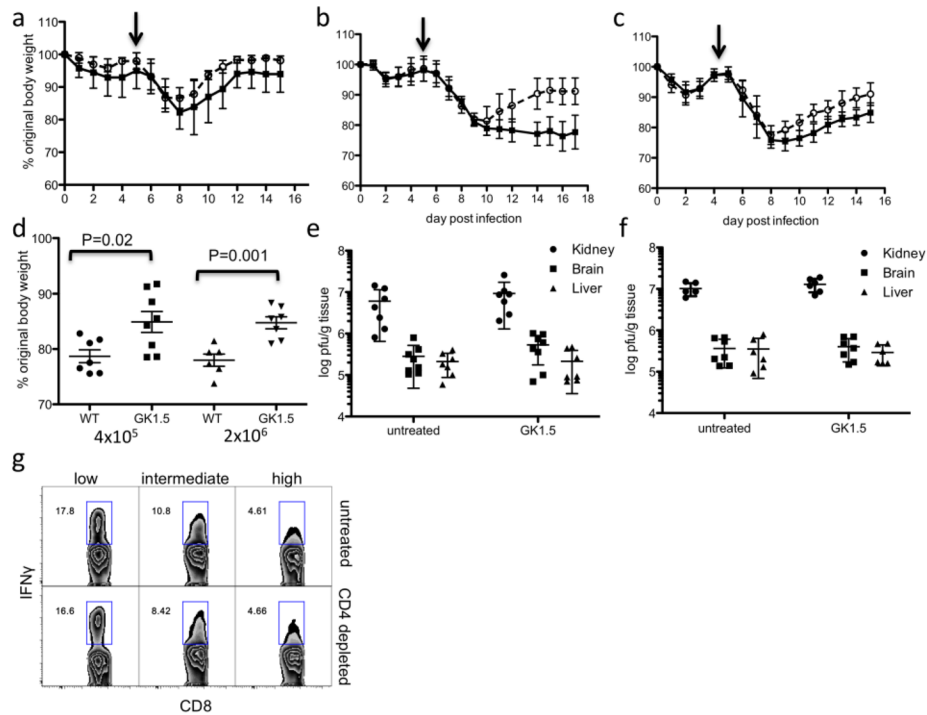 a
b
c
110
100
90
80
70
60
% original body weight
0 2 4 6 8 10 12 14 16
110
100
90
80
70
60
0 2 4 6 8 10 12 14 16 18
day post infection
110
100
90
80
70
60
0 2 4 6 8 10 12 14 16
day post infection
d
100
90
80
70
% original body weight
P=0.02
P=0.001
WT GK1.5 WT GK1.5
4x10⁵ 2x10⁶
e
8
7
6
5
4
log pfu/g tissue
Kidney
Brain
Liver
untreated GK1.5
f
8
7
6
5
4
log pfu/g tissue
Kidney
Brain
Liver
untreated GK1.5
g
low intermediate high
17.8 10.8 4.61
untreated
16.6 8.42 4.66
CD4 depleted
IFNγ
CD8